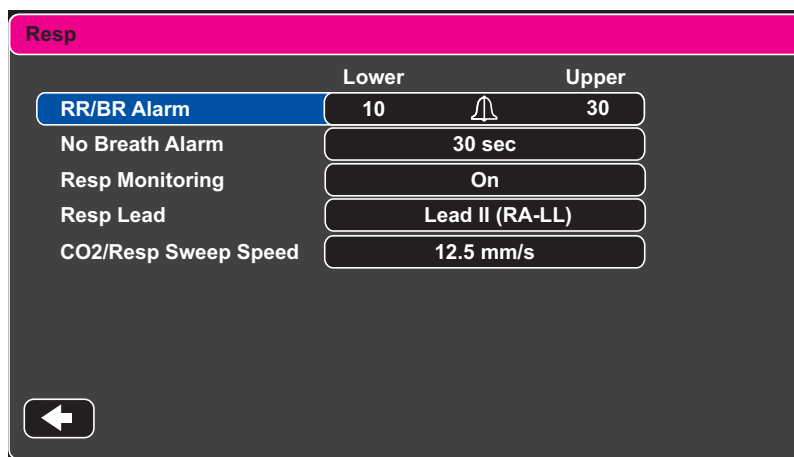 Resp
Lower Upper
RR/BR Alarm 10 30
No Breath Alarm 30 sec
Resp Monitoring On
Resp Lead Lead II (RA-LL)
CO2/Resp Sweep Speed 12.5 mm/s